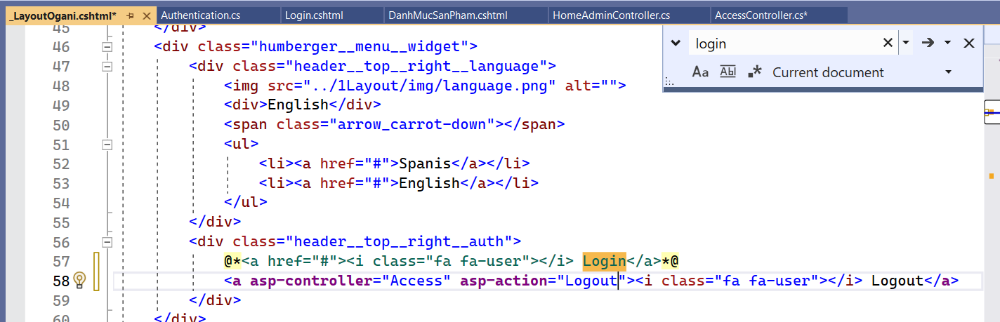 _LayoutOgani.cshtml* Authentication.cs Login.cshtml DanhMucSanPham.cshtml HomeAdminController.cs AccessController.cs*
login
Aa Abl .* Current document
45 </div>
46 <div class="humberger__menu__widget">
47 <div class="header__top__right__language">
48 <img src="../1Layout/img/language.png" alt="">
49 <div>English</div>
50 <span class="arrow_carrot-down"></span>
51 <ul>
52 <li><a href="#">Spanis</a></li>
53 <li><a href="#">English</a></li>
54 </ul>
55 </div>
56 <div class="header__top__right__auth">
57 @*<a href="#"><i class="fa fa-user"></i> Login</a>*@
58 <a asp-controller="Access" asp-action="Logout"><i class="fa fa-user"></i> Logout</a>
59 </div>
60 </div>